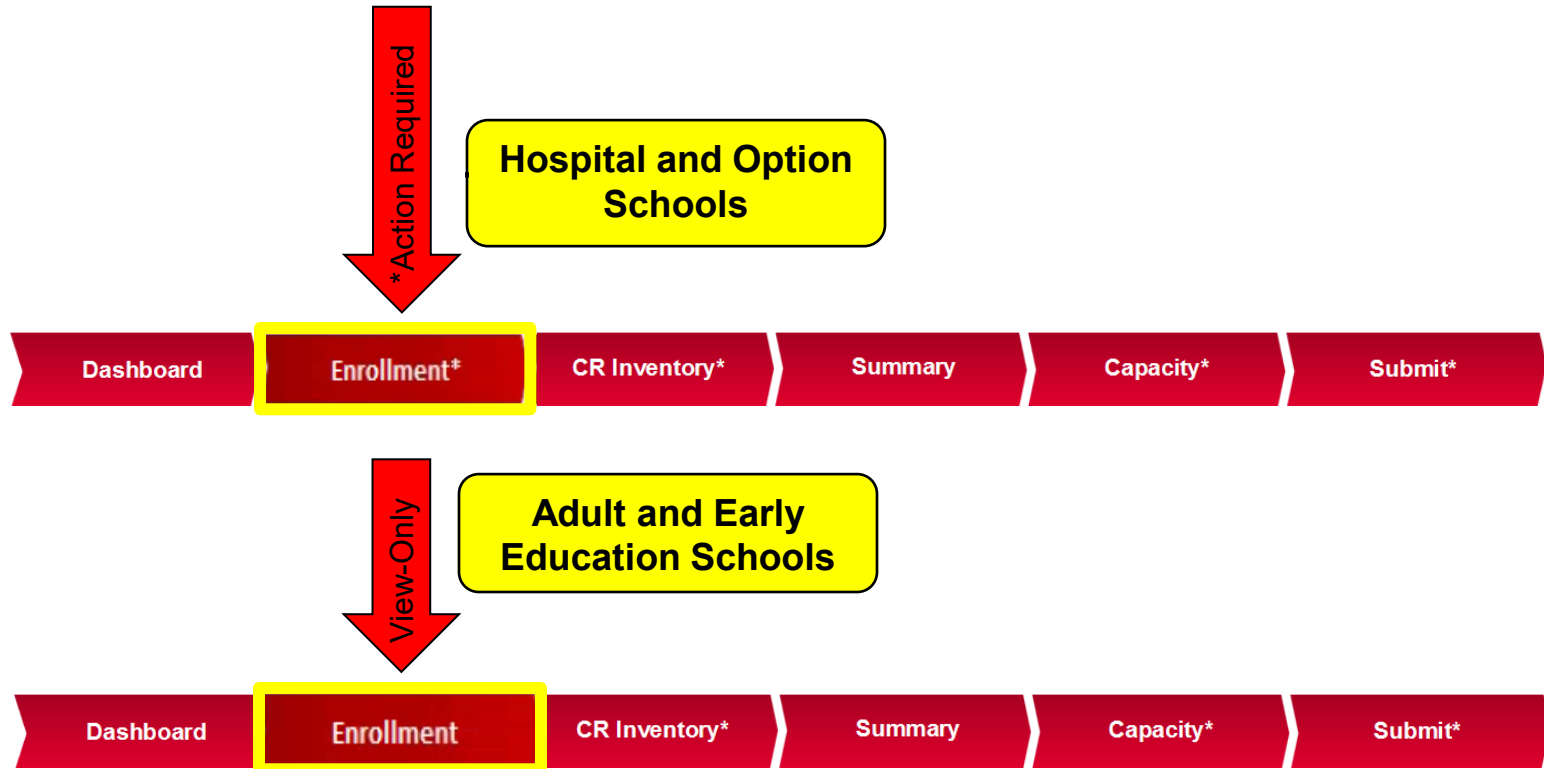 *Action Required
Hospital and Option
Schools
Dashboard
Enrollment*
CR Inventory*
Summary
Capacity*
Submit*
View-Only
Adult and Early
Education Schools
Dashboard
Enrollment
CR Inventory*
Summary
Capacity*
Submit*